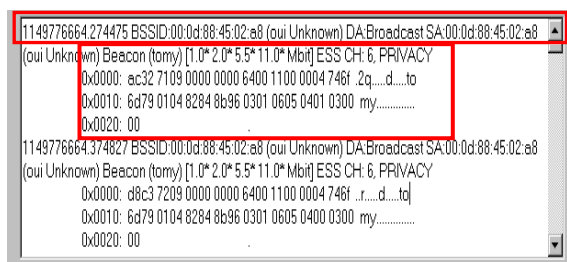 1149776664.274475 BSSID:00:0d:88:45:02:a8 (oui Unknown) DA:Broadcast SA:00:0d:88:45:02:a8
(oui Unknown) Beacon (tomy) [1.0* 2.0* 5.5* 11.0* Mbit] ESS CH: 6, PRIVACY
0x0000: ac32 7109 0000 0000 6400 1100 0004 746f .2q.....d....to
0x0010: 6d79 0104 8284 8b96 0301 0605 0401 0300 my..............
0x0020: 00 .
1149776664.374827 BSSID:00:0d:88:45:02:a8 (oui Unknown) DA:Broadcast SA:00:0d:88:45:02:a8
(oui Unknown) Beacon (tomy) [1.0* 2.0* 5.5* 11.0* Mbit] ESS CH: 6, PRIVACY
0x0000: d8c3 7209 0000 0000 6400 1100 0004 746f ..r.....d....to
0x0010: 6d79 0104 8284 8b96 0301 0605 0400 0300 my..............
0x0020: 00 .